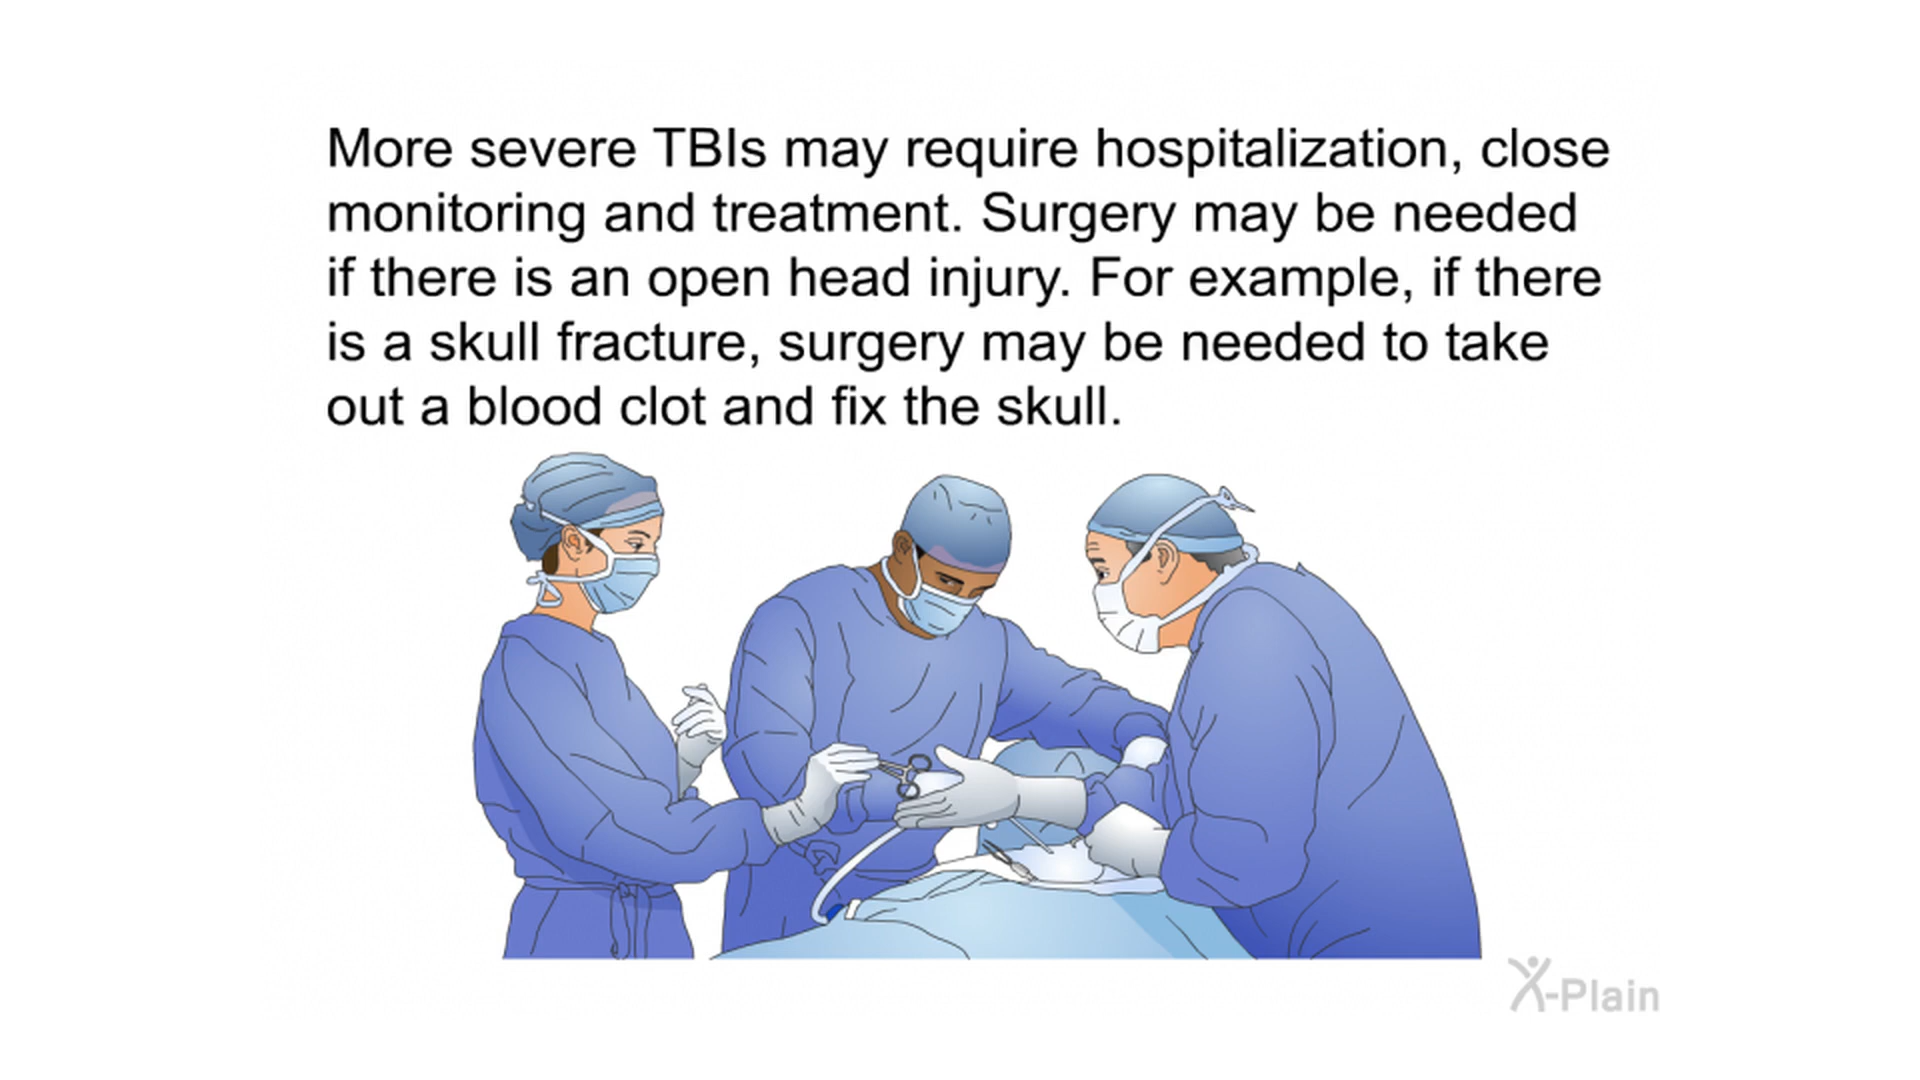 More severe TBIs may require hospitalization, close
monitoring and treatment. Surgery may be needed
if there is an open head injury. For example, if there
is a skull fracture, surgery may be needed to take
out a blood clot and fix the skull.
X-Plain